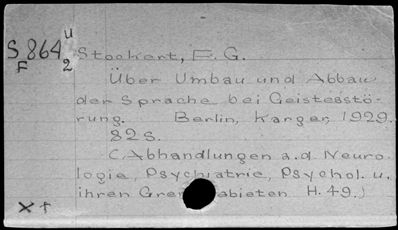 S 864 u
F 2
Stockert, F. G.
Über Umbau und Abbau
der Sprache bei Geistesstö-
rung. Berlin, Karger, 1929.
82 S.
(Abhandlungen a.d. Neuro-
logie, Psychiatrie, Psychol. u.
ihren Gren abieten H. 49.)